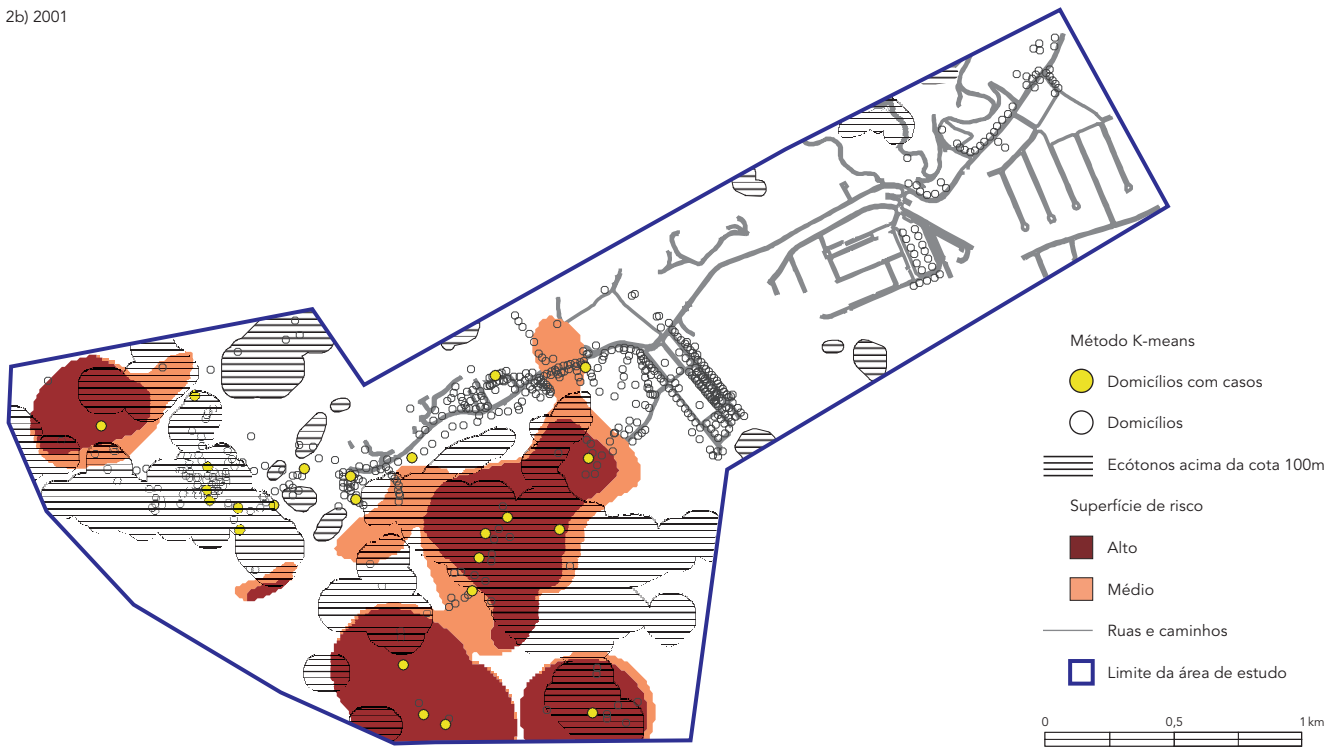 2b) 2001
Método K-means
Domicílios com casos
Domicílios
Ecótonos acima da cota 100m
Superfície de risco
Alto
Médio
Ruas e caminhos
Limite da área de estudo
0 0,5 1 km